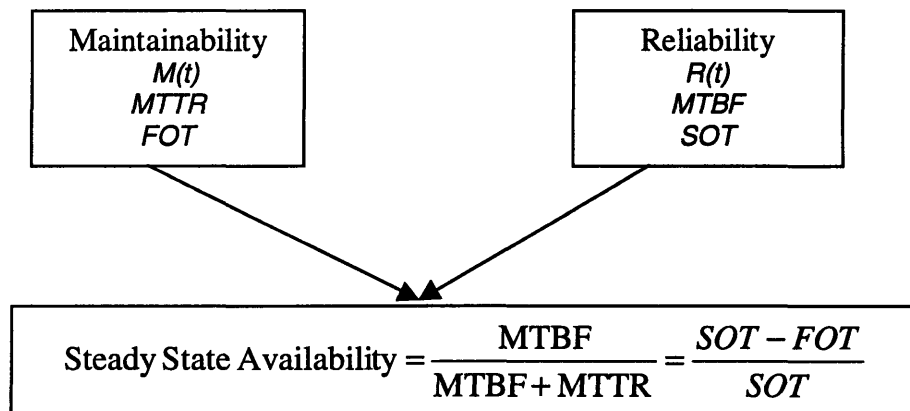 Maintainability
M(t)
MTTR
FOT
Reliability
R(t)
MTBF
SOT
Steady State Availability = MTBF / (MTBF + MTTR) = (SOT − FOT) / SOT